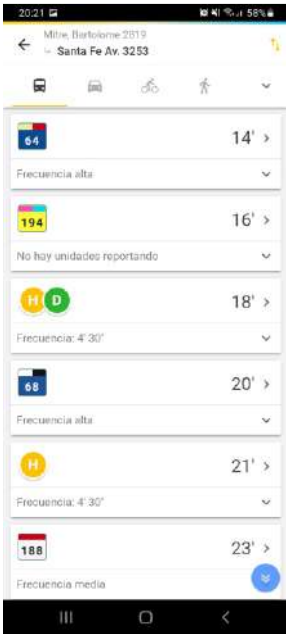 20:21 58%
Mitre, Bartolome 2819
Santa Fe Av. 3253
64 14'
Frecuencia alta
194 16'
No hay unidades reportando
H D 18'
Frecuencia: 4' 30"
68 20'
Frecuencia alta
H 21'
Frecuencia: 4' 30"
188 23'
Frecuencia media